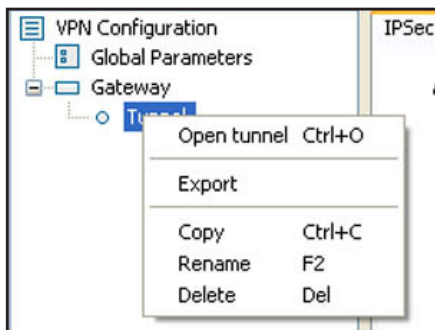 VPN Configuration
IPSec
Global Parameters
Gateway
Open tunnel Ctrl+O
Export
Copy Ctrl+C
Rename F2
Delete Del